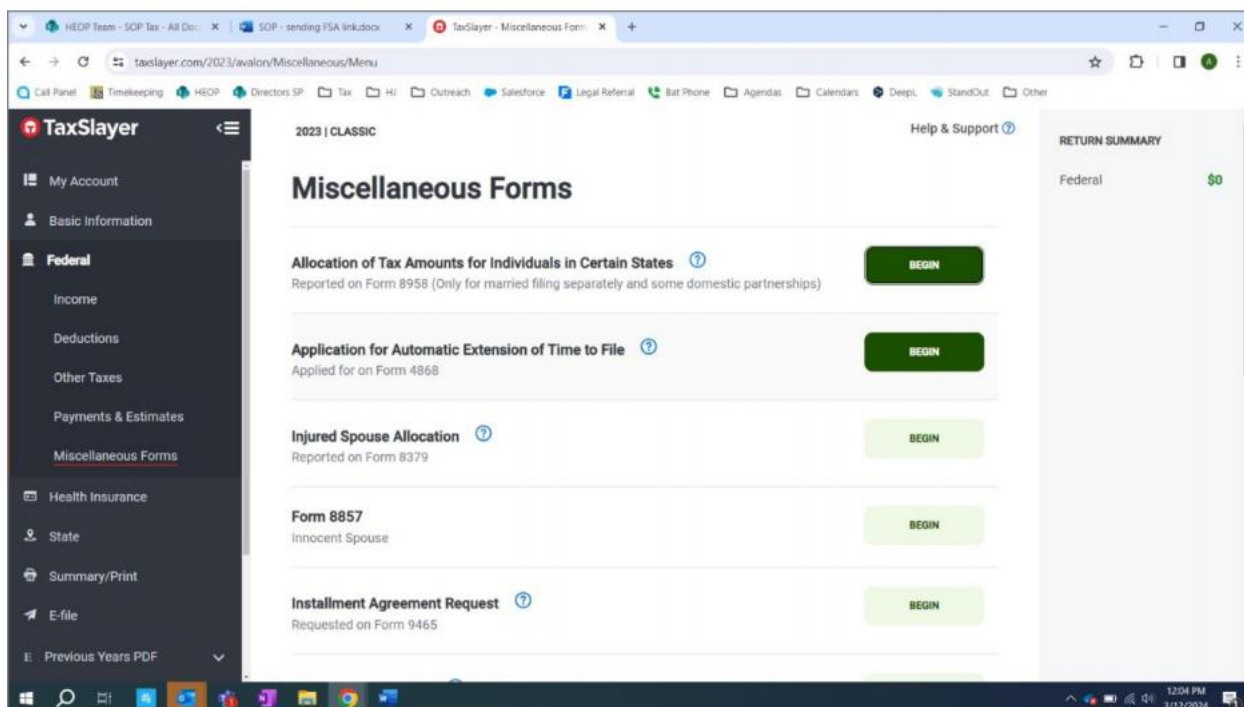 HEOP Team - SOP Tax - All Doc
SOP - sending FSA link.docx
TaxSlayer - Miscellaneous Form
taxslayer.com/2023/avalon/Miscellaneous/Menu
A
Call Panel Timekeeping HEOP Directors SP Tax HJ Outreach Salesforce Legal Referral Bat Phone Agendas Calendars DeepL StandOut Other
TaxSlayer
My Account
Basic Information
Federal
Income
Deductions
Other Taxes
Payments & Estimates
Miscellaneous Forms
Health Insurance
State
Summary/Print
E-file
E Previous Years PDF
2023 | CLASSIC
Help & Support ?
Miscellaneous Forms
Allocation of Tax Amounts for Individuals in Certain States ?
Reported on Form 8958 (Only for married filing separately and some domestic partnerships)
BEGIN
Application for Automatic Extension of Time to File ?
Applied for on Form 4868
BEGIN
Injured Spouse Allocation ?
Reported on Form 8379
BEGIN
Form 8857
Innocent Spouse
BEGIN
Installment Agreement Request ?
Requested on Form 9465
BEGIN
RETURN SUMMARY
Federal $0
12:04 PM
3/12/2024